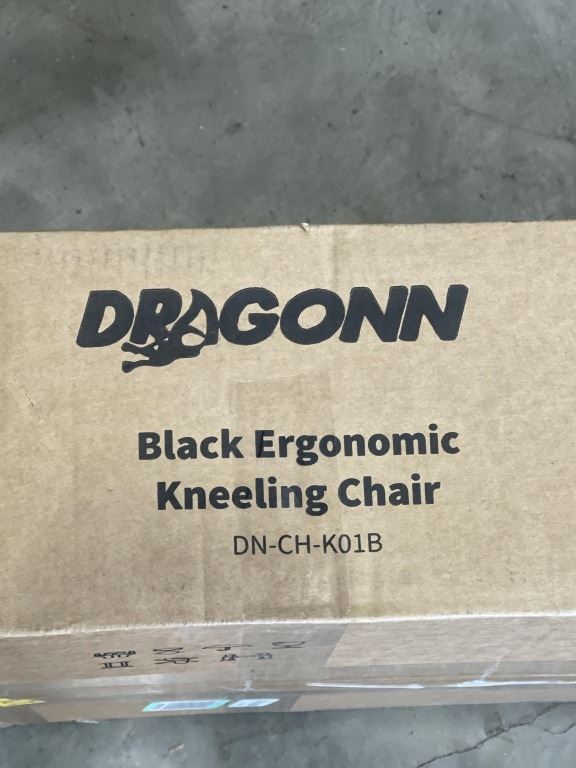 DRAGONN
Black Ergonomic
Kneeling Chair
DN-CH-K01B